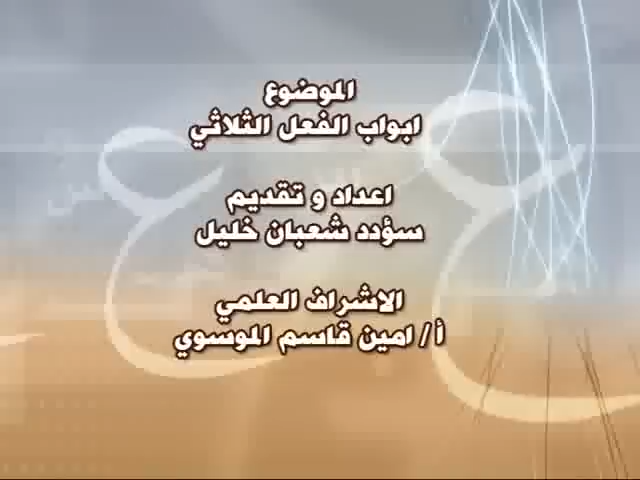 الموضوع
ابواب الفعل الثلاثي
اعداد و تقديم
سؤدد شعبان خليل
الاشراف العلمي
أ/ امين قاسم الموسوي